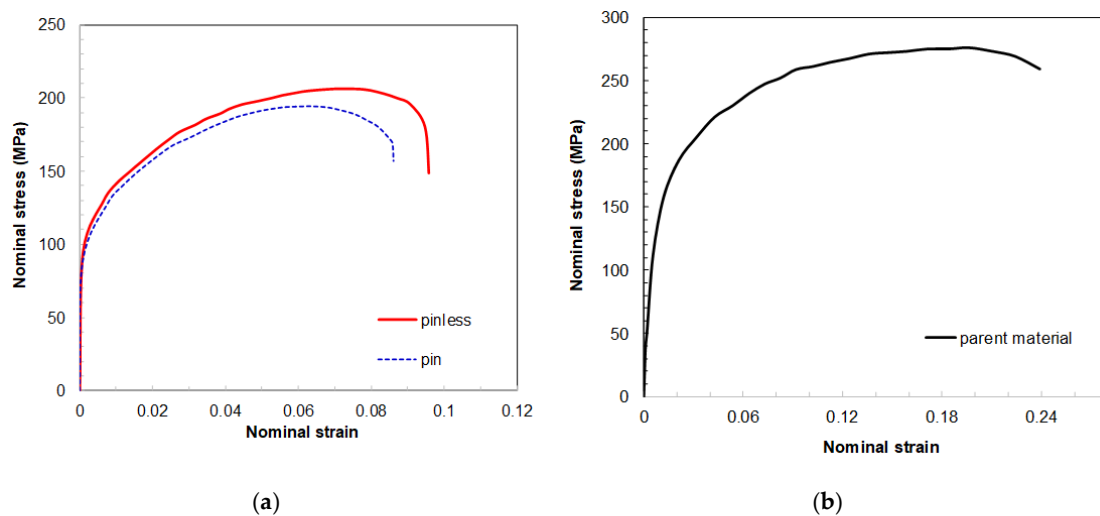 250
200
150
100
50
0
Nominal stress (MPa)
pinless
pin
0 0.02 0.04 0.06 0.08 0.1 0.12
Nominal strain
(a)
300
250
200
150
100
50
0
Nominal stress (MPa)
parent material
0 0.06 0.12 0.18 0.24
Nominal strain
(b)